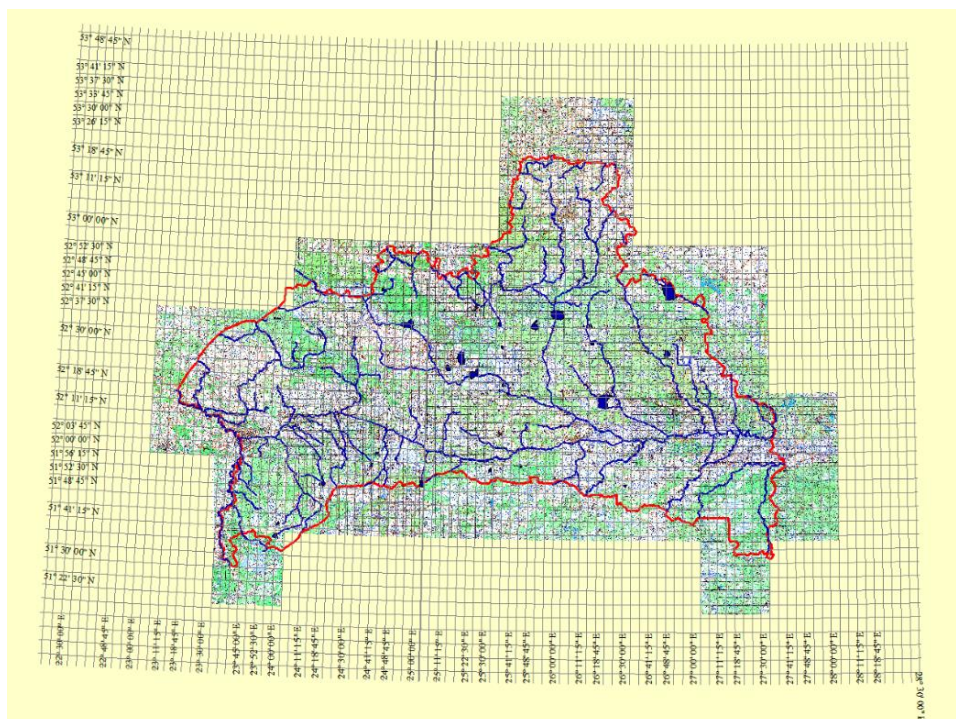 53° 48' 45" N
53° 41' 15" N
53° 37' 30" N
53° 33' 45" N
53° 30' 00" N
53° 26' 15" N
53° 18' 45" N
53° 11' 15" N
53° 00' 00" N
52° 52' 30" N
52° 48' 45" N
52° 45' 00" N
52° 41' 15" N
52° 37' 30" N
52° 30' 00" N
52° 18' 45" N
52° 11' 15" N
52° 03' 45" N
52° 00' 00" N
51° 56' 15" N
51° 52' 30" N
51° 48' 45" N
51° 41' 15" N
51° 30' 00" N
51° 22' 30" N
22° 30' 00" E
22° 48' 45" E
23° 00' 00" E
23° 11' 15" E
23° 18' 45" E
23° 30' 00" E
23° 45' 00" E
23° 52' 30" E
24° 00' 00" E
24° 11' 15" E
24° 18' 45" E
24° 30' 00" E
24° 41' 15" E
24° 48' 45" E
25° 00' 00" E
25° 11' 15" E
25° 22' 30" E
25° 30' 00" E
25° 41' 15" E
25° 48' 45" E
26° 00' 00" E
26° 11' 15" E
26° 18' 45" E
26° 30' 00" E
26° 41' 15" E
26° 48' 45" E
27° 00' 00" E
27° 11' 15" E
27° 18' 45" E
27° 30' 00" E
27° 41' 15" E
27° 48' 45" E
28° 00' 00" E
28° 11' 15" E
28° 18' 45" E